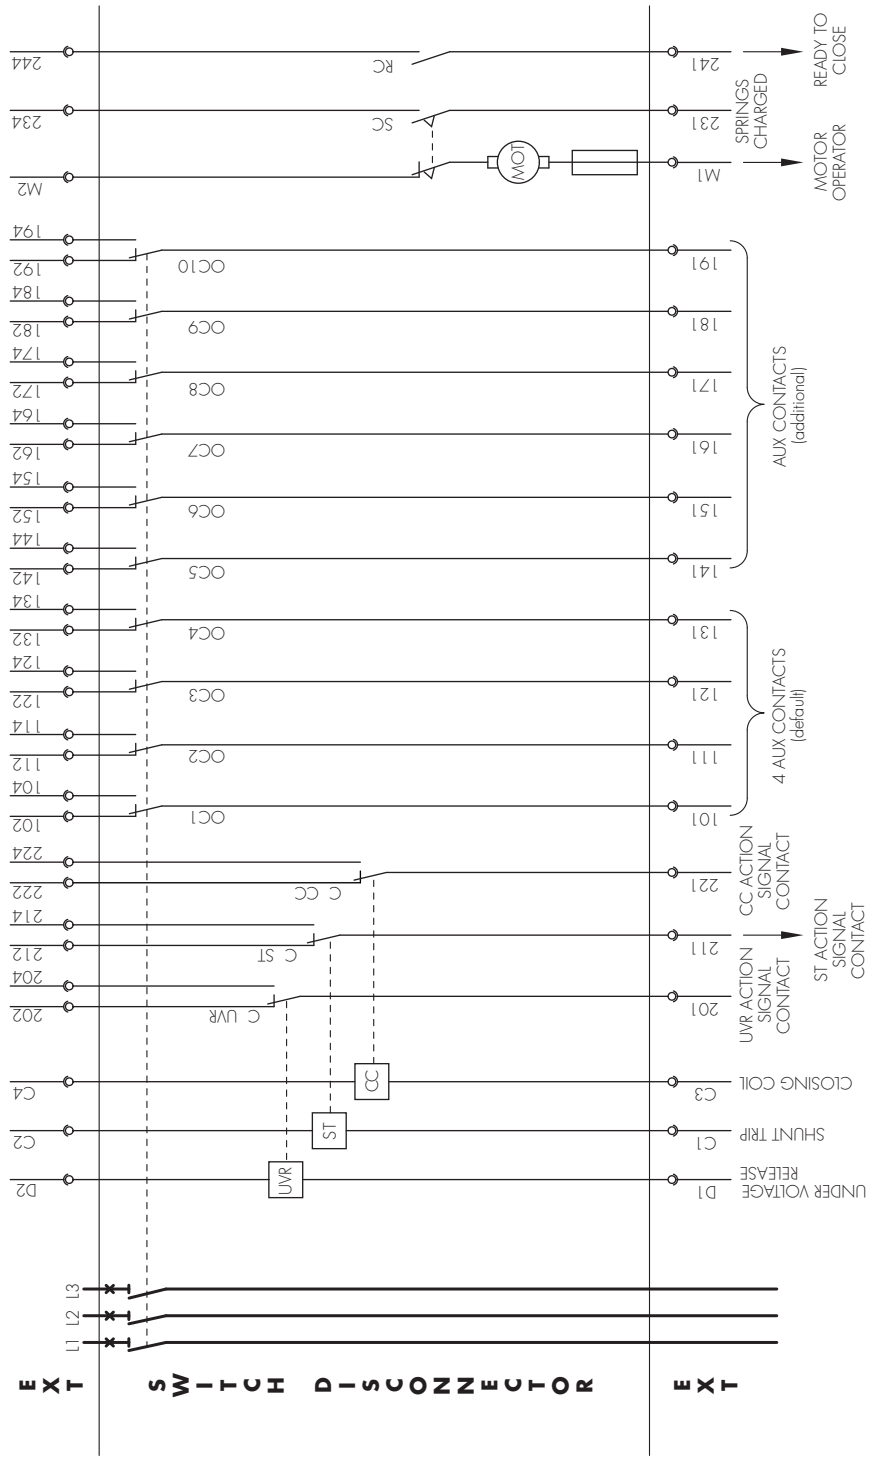 244
RC
241
READY TO
CLOSE
234
SC
231
SPRINGS
CHARGED
M2
MOT
M1
MOTOR
OPERATOR
194
192
OC10
191
184
182
OC9
181
174
172
OC8
171
164
162
OC7
161
154
152
OC6
151
144
142
OC5
141
AUX CONTACTS
(additional)
134
132
OC4
131
124
122
OC3
121
114
112
OC2
111
104
102
OC1
101
4 AUX CONTACTS
(default)
224
222
C CC
221
CC ACTION
SIGNAL
CONTACT
214
212
C ST
211
ST ACTION
SIGNAL
CONTACT
204
202
C UVR
201
UVR ACTION
SIGNAL
CONTACT
C4
CC
C3
CLOSING COIL
C2
ST
C1
SHUNT TRIP
D2
UVR
D1
UNDER VOLTAGE
RELEASE
L3
L2
L1
EXT
SWITCH DISCONNECTOR
EXT